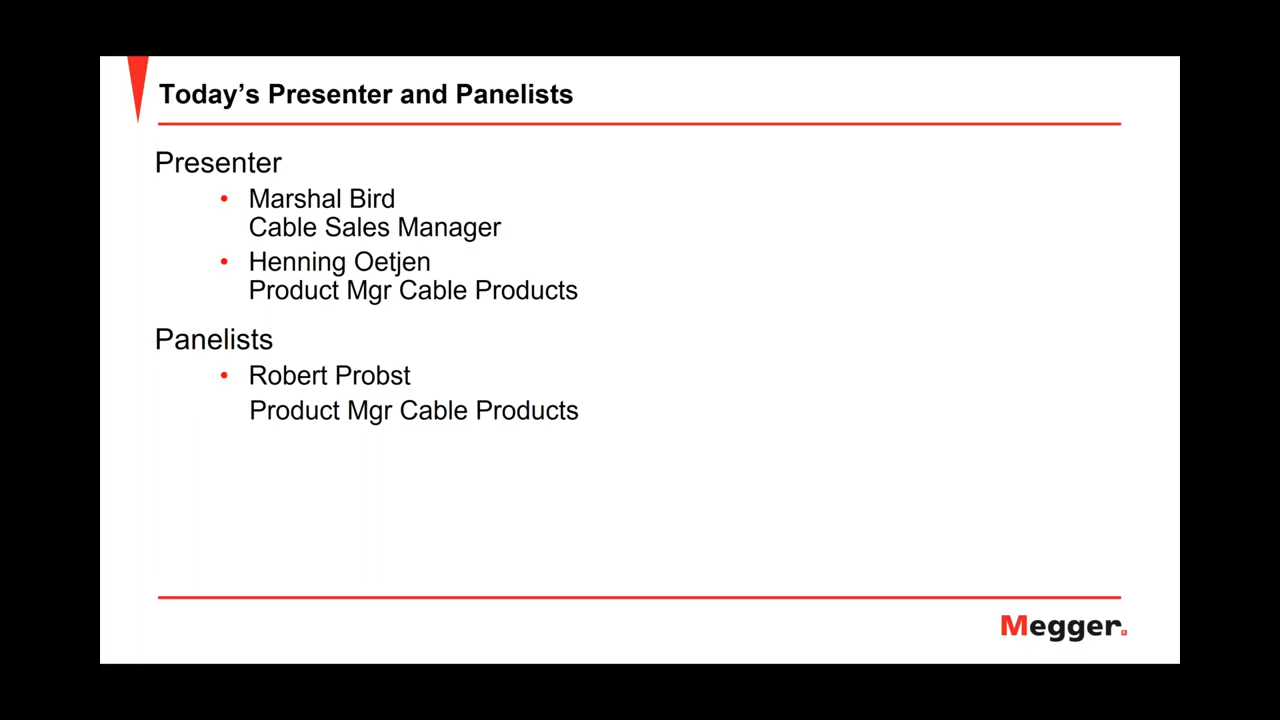 Today’s Presenter and Panelists
Presenter
• Marshal Bird
Cable Sales Manager
• Henning Oetjen
Product Mgr Cable Products
Panelists
• Robert Probst
Product Mgr Cable Products
Megger.